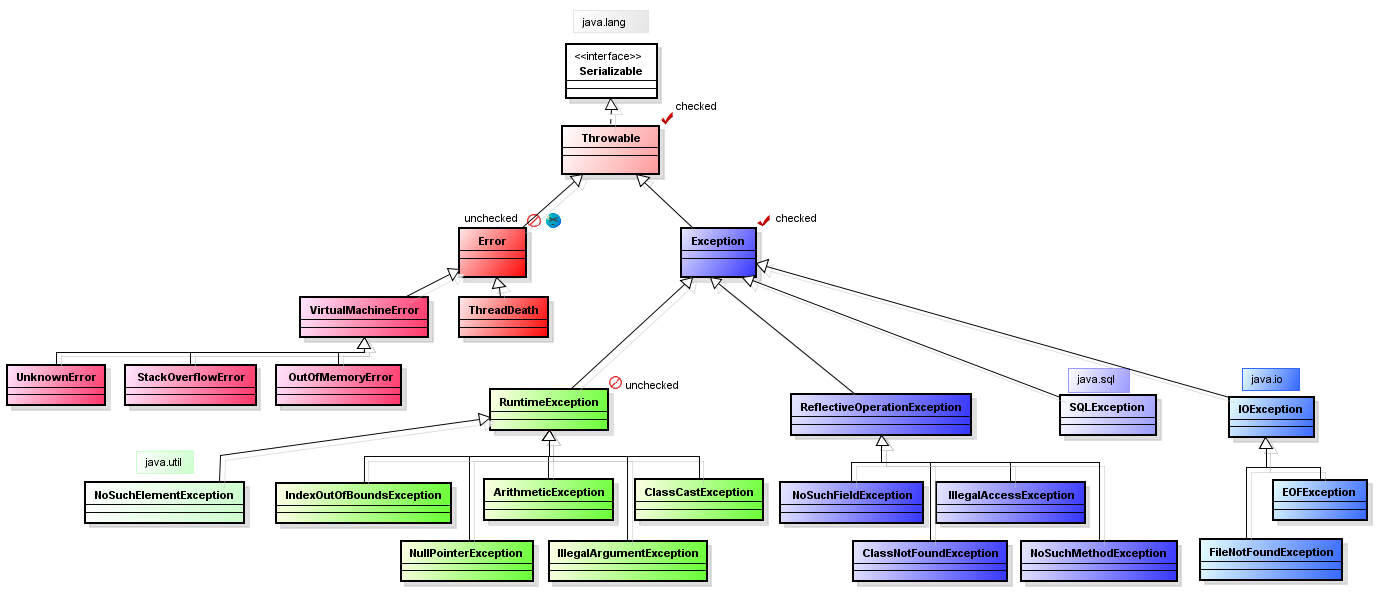 java.lang
<<interface>>
Serializable
checked
Throwable
unchecked
checked
Error
Exception
VirtualMachineError
ThreadDeath
UnknownError
StackOverflowError
OutOfMemoryError
unchecked
java.sql
java.io
RuntimeException
ReflectiveOperationException
SQLException
IOException
java.util
NoSuchElementException
IndexOutOfBoundsException
ArithmeticException
ClassCastException
NoSuchFieldException
IllegalAccessException
EOFException
NullPointerException
IllegalArgumentException
ClassNotFoundException
NoSuchMethodException
FileNotFoundException